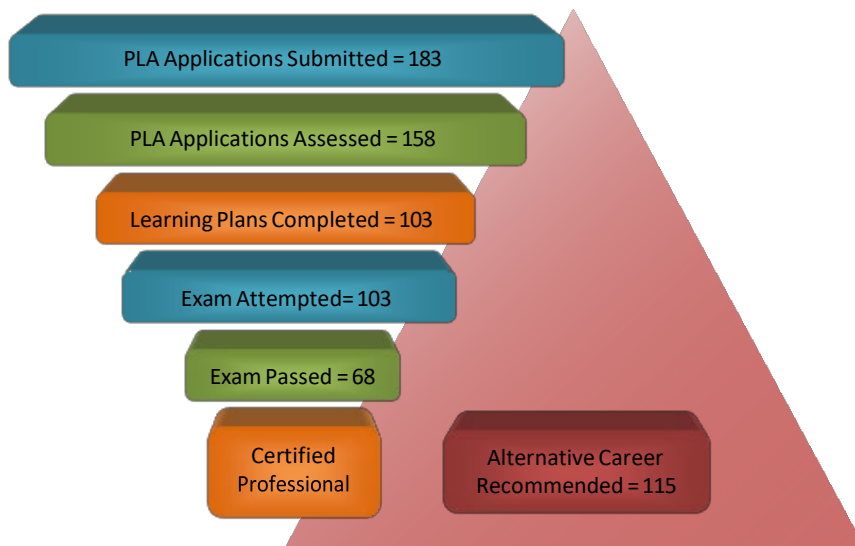 PLA Applications Submitted = 183
PLA Applications Assessed = 158
Learning Plans Completed = 103
Exam Attempted= 103
Exam Passed = 68
Certified
Professional
Alternative Career
Recommended = 115